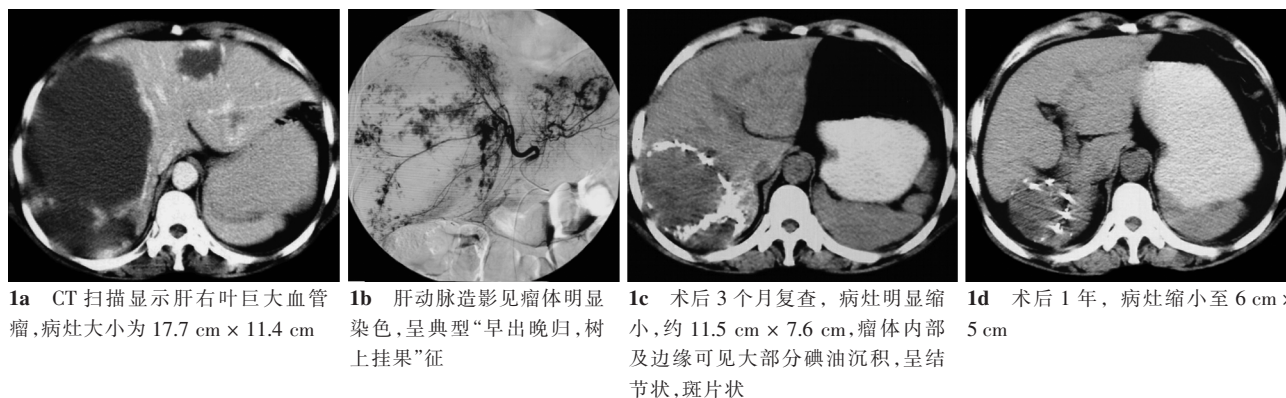 1a CT 扫描显示肝右叶巨大血管
瘤,病灶大小为 17.7 cm × 11.4 cm
1b 肝动脉造影见瘤体明显
染色,呈典型“早出晚归,树
上挂果”征
1c 术后 3 个月复查，病灶明显缩
小,约 11.5 cm × 7.6 cm,瘤体内部
及边缘可见大部分碘油沉积,呈结
节状,斑片状
1d 术后 1 年，病灶缩小至 6 cm ×
5 cm